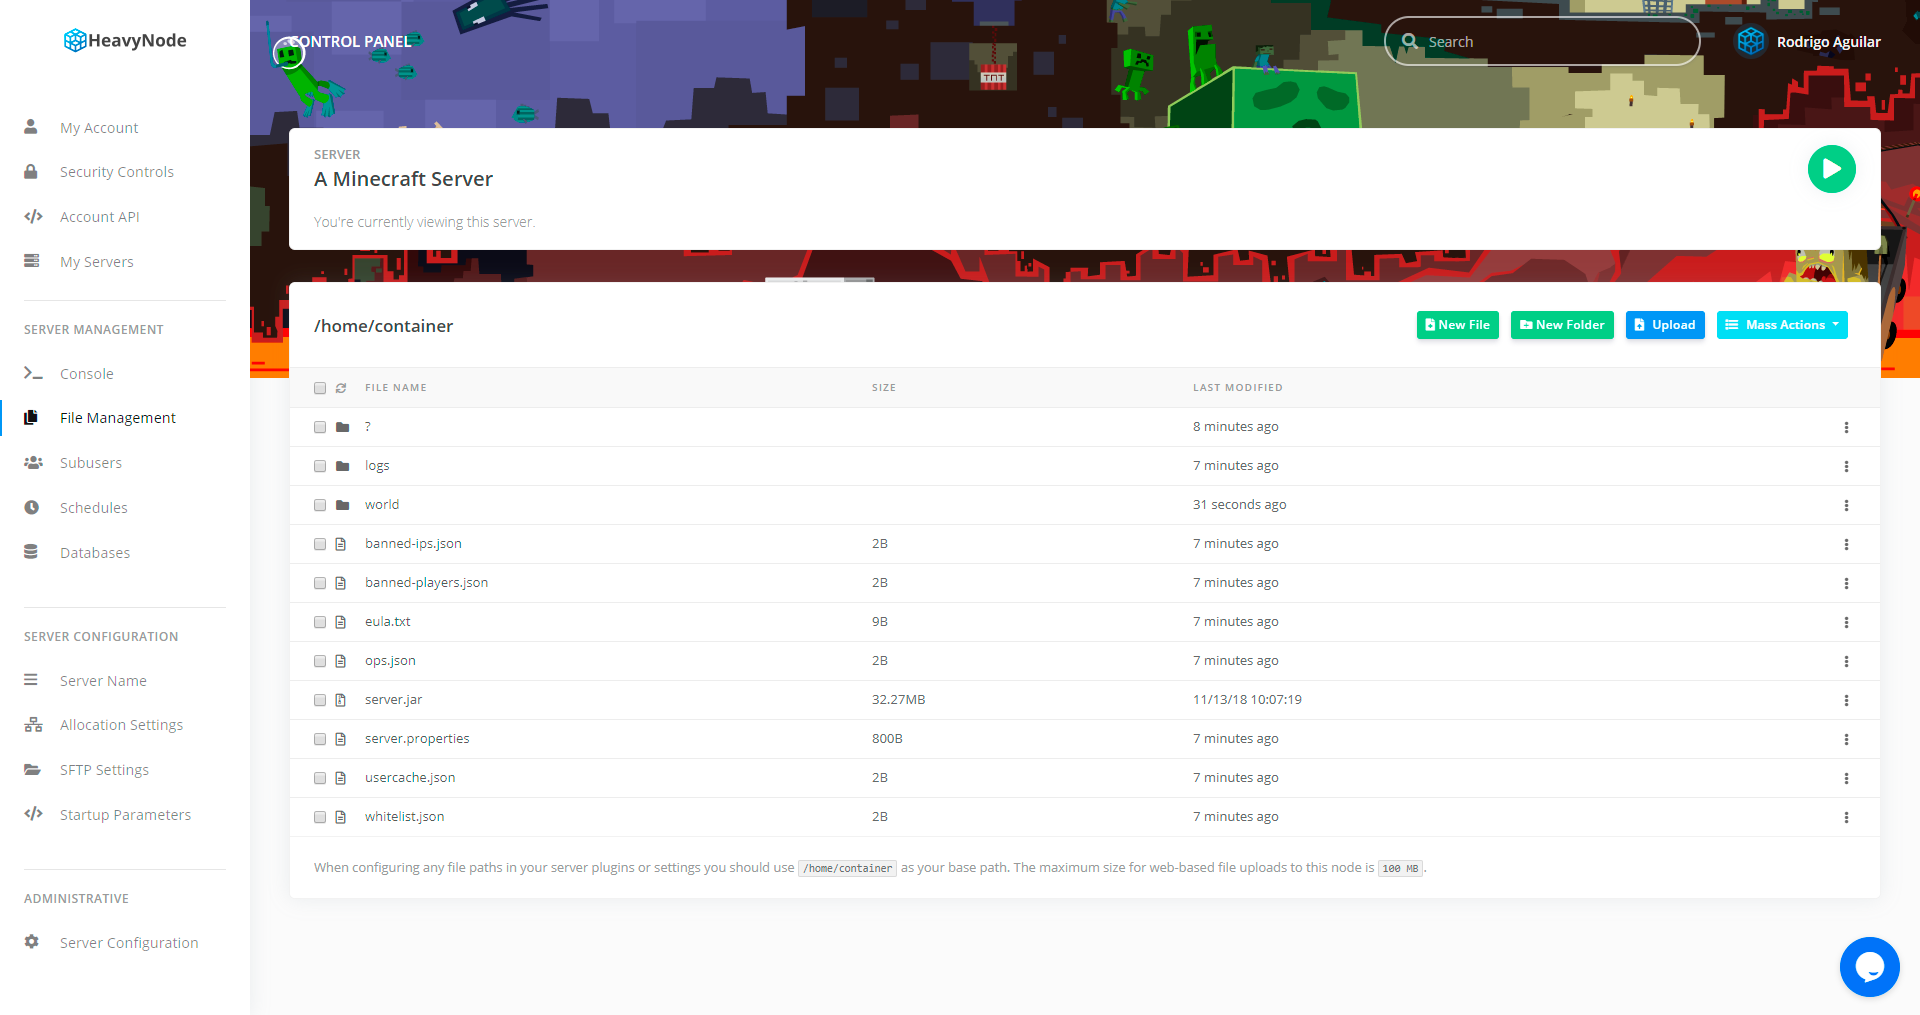 HeavyNode
CONTROL PANEL
Search
Rodrigo Aguilar
My Account
Security Controls
Account API
My Servers
SERVER MANAGEMENT
Console
File Management
Subusers
Schedules
Databases
SERVER CONFIGURATION
Server Name
Allocation Settings
SFTP Settings
Startup Parameters
ADMINISTRATIVE
Server Configuration
TNT
SERVER
A Minecraft Server
You're currently viewing this server.
/home/container
New File New Folder Upload Mass Actions
FILE NAME SIZE LAST MODIFIED
? 8 minutes ago
logs 7 minutes ago
world 31 seconds ago
banned-ips.json 2B 7 minutes ago
banned-players.json 2B 7 minutes ago
eula.txt 9B 7 minutes ago
ops.json 2B 7 minutes ago
server.jar 32.27MB 11/13/18 10:07:19
server.properties 800B 7 minutes ago
usercache.json 2B 7 minutes ago
whitelist.json 2B 7 minutes ago
When configuring any file paths in your server plugins or settings you should use /home/container as your base path. The maximum size for web-based file uploads to this node is 100 MB.